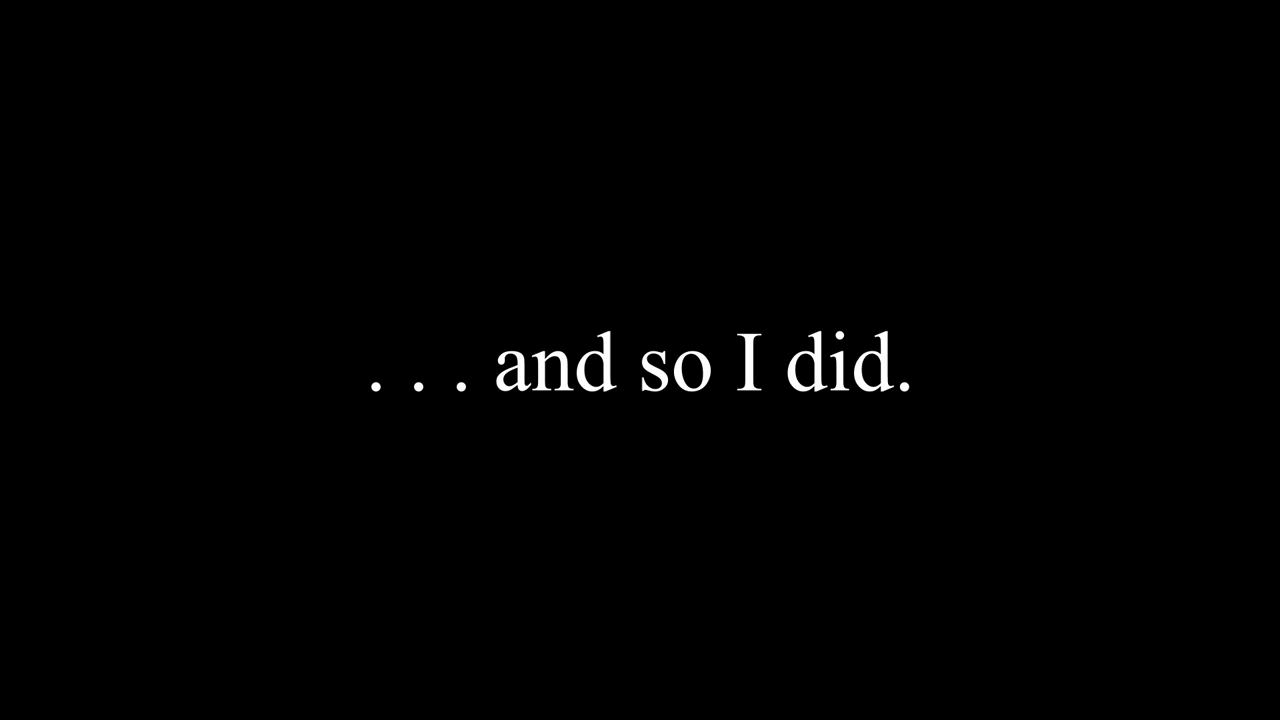 . . . and so I did.